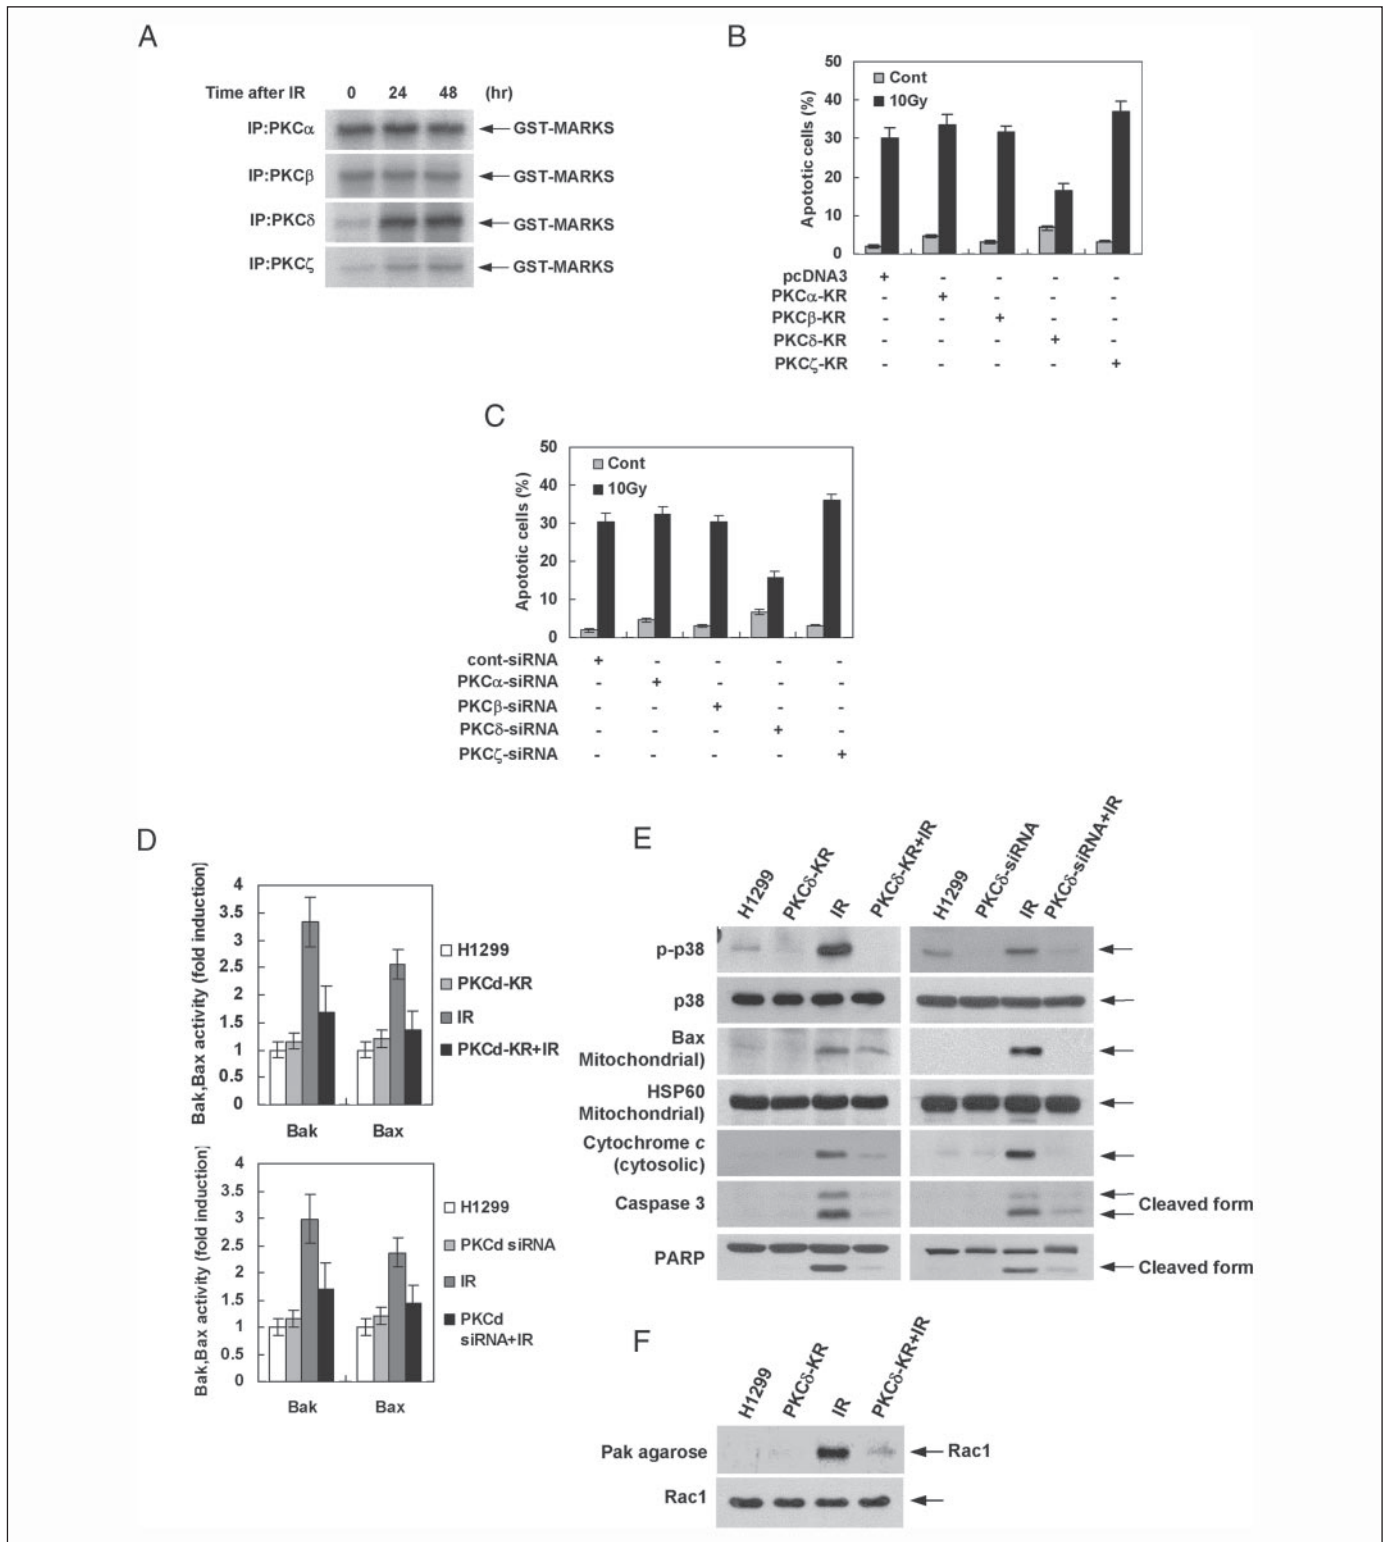 A
Time after IR 0 24 48 (hr)
IP:PKCα GST-MARKS
IP:PKCβ GST-MARKS
IP:PKCδ GST-MARKS
IP:PKCζ GST-MARKS
B
50
40
30
20
10
0
Apototic cells (%)
Cont
10Gy
pcDNA3 + - - - -
PKCα-KR - + - - -
PKCβ-KR - - + - -
PKCδ-KR - - - + -
PKCζ-KR - - - - +
C
50
40
30
20
10
0
Apototic cells (%)
Cont
10Gy
cont-siRNA + - - - -
PKCα-siRNA - + - - -
PKCβ-siRNA - - + - -
PKCδ-siRNA - - - + -
PKCζ-siRNA - - - - +
D
Bak,Bax activity (fold induction)
4
3.5
3
2.5
2
1.5
1
0.5
0
Bak Bax
H1299
PKCd-KR
IR
PKCd-KR+IR
Bak,Bax activity (fold induction)
4
3.5
3
2.5
2
1.5
1
0.5
0
Bak Bax
H1299
PKCd siRNA
IR
PKCd
siRNA+IR
E
H1299 PKCδ-KR IR PKCδ-KR+IR H1299 PKCδ-siRNA IR PKCδ-siRNA+IR
p-p38
p38
Bax
Mitochondrial)
HSP60
Mitochondrial)
Cytochrome c
(cytosolic)
Caspase 3 Cleaved form
PARP Cleaved form
F
H1299 PKCδ-KR IR PKCδ-KR+IR
Pak agarose Rac1
Rac1